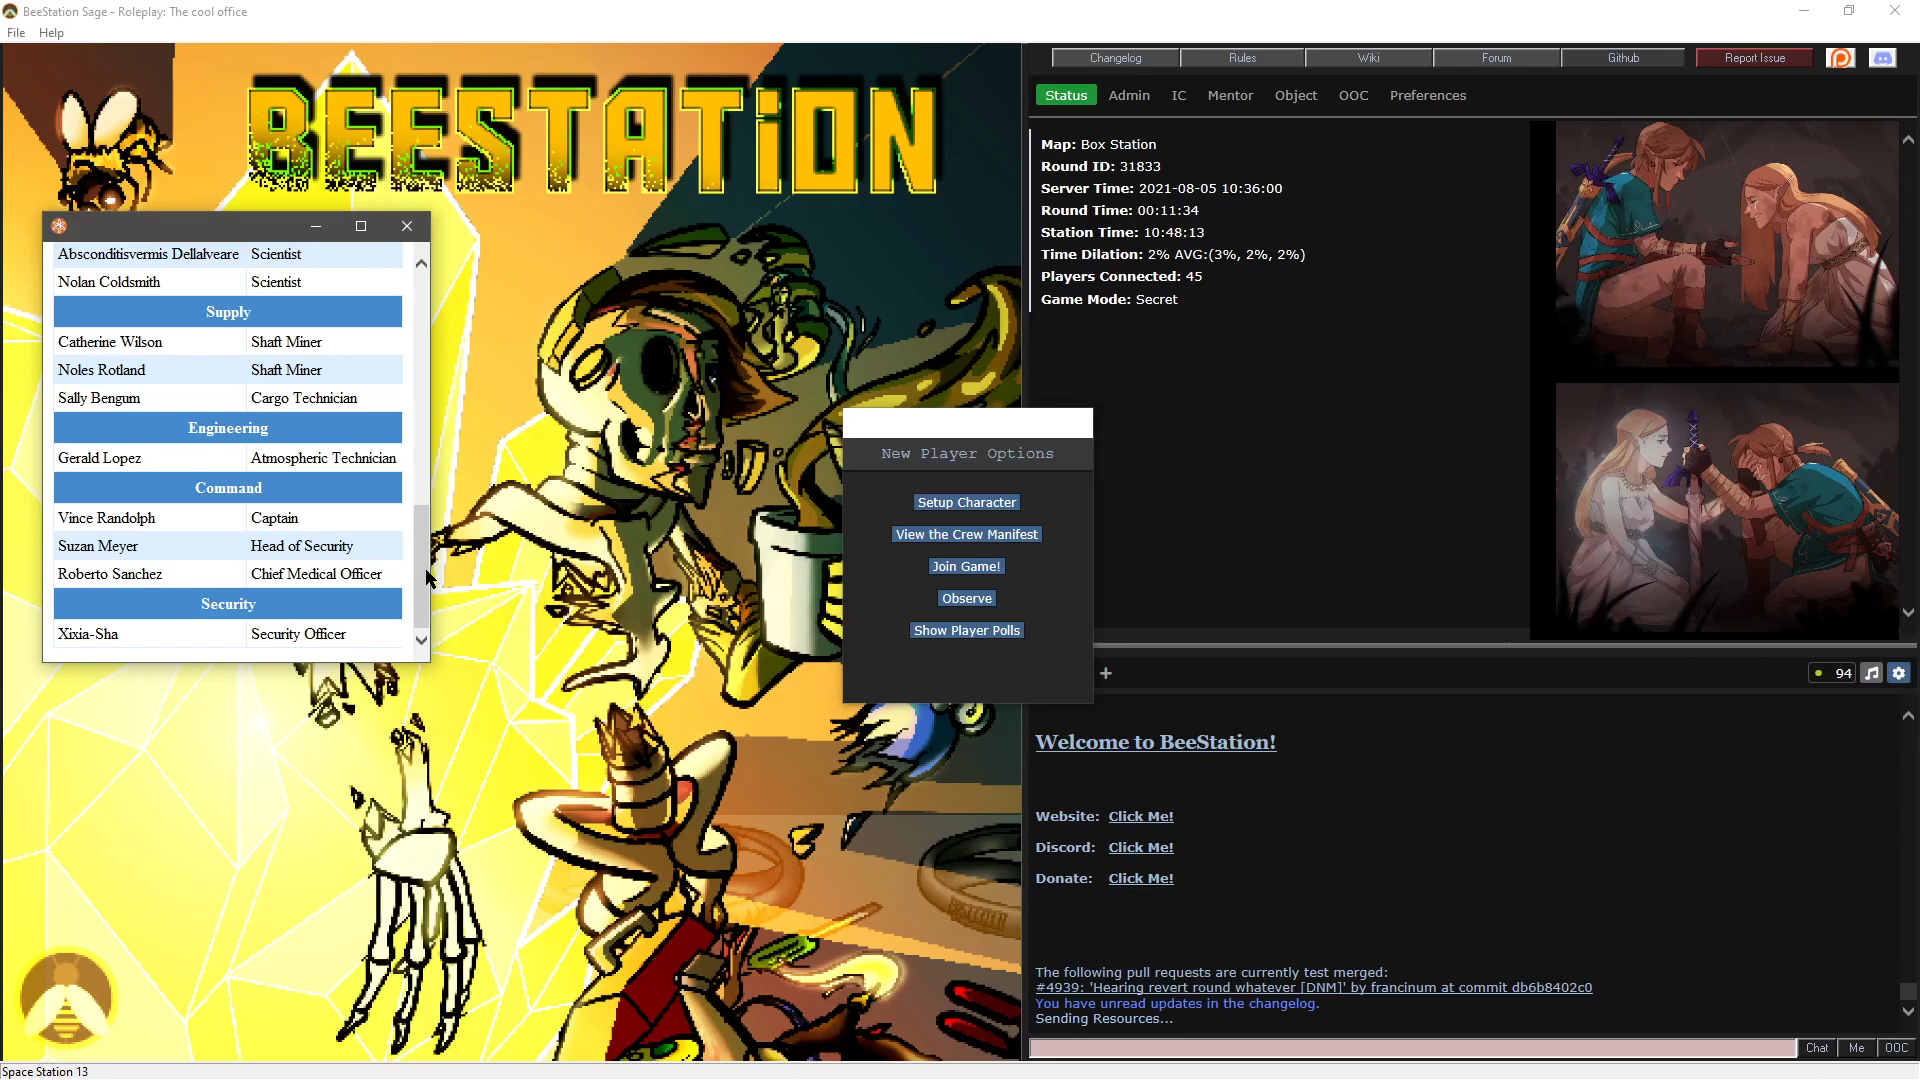 BeeStation Sage - Roleplay: The cool office
File Help
BEESTATiON
Changelog Rules Wiki Forum Github Report Issue
Status Admin IC Mentor Object OOC Preferences
Map: Box Station
Round ID: 31833
Server Time: 2021-08-05 10:36:00
Round Time: 00:11:34
Station Time: 10:48:13
Time Dilation: 2% AVG:(3%, 2%, 2%)
Players Connected: 45
Game Mode: Secret
Absconditisvermis Dellalveare Scientist
Nolan Coldsmith Scientist
Supply
Catherine Wilson Shaft Miner
Noles Rotland Shaft Miner
Sally Bengum Cargo Technician
Engineering
Gerald Lopez Atmospheric Technician
Command
Vince Randolph Captain
Suzan Meyer Head of Security
Roberto Sanchez Chief Medical Officer
Security
Xixia-Sha Security Officer
New Player Options
Setup Character
View the Crew Manifest
Join Game!
Observe
Show Player Polls
+ 94
Welcome to BeeStation!
Website: Click Me!
Discord: Click Me!
Donate: Click Me!
BEECOIN
The following pull requests are currently test merged:
#4939: 'Hearing revert round whatever [DNM]' by francinum at commit db6b8402c0
You have unread updates in the changelog.
Sending Resources...
Chat Me OOC
Space Station 13